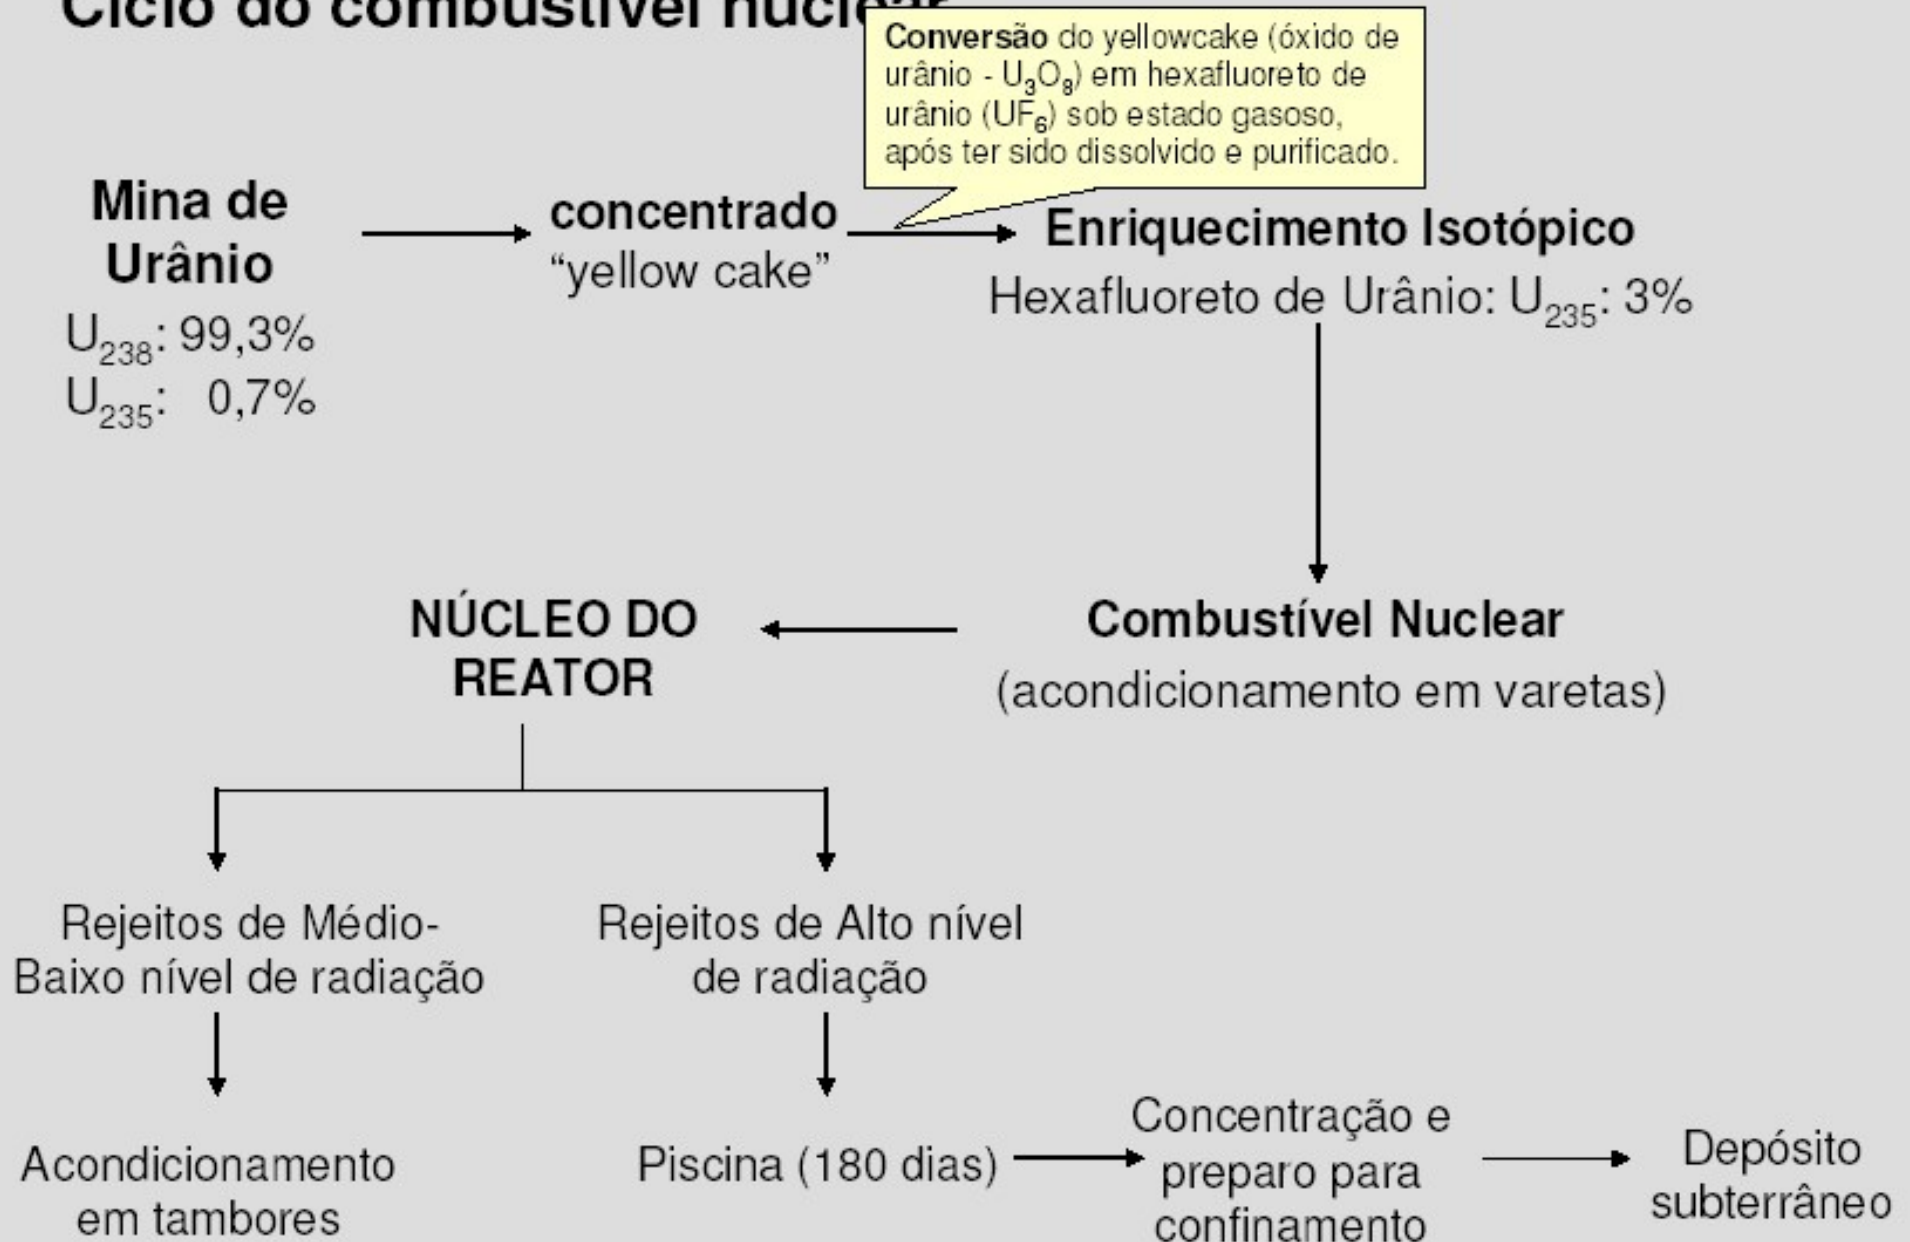 Ciclo do combustível nuclear
Conversão do yellowcake (óxido de
urânio - U₃O₈) em hexafluoreto de
urânio (UF₆) sob estado gasoso,
após ter sido dissolvido e purificado.
Mina de
Urânio
U₂₃₈: 99,3%
U₂₃₅: 0,7%
concentrado
“yellow cake”
Enriquecimento Isotópico
Hexafluoreto de Urânio: U₂₃₅: 3%
Combustível Nuclear
(acondicionamento em varetas)
NÚCLEO DO
REATOR
Rejeitos de Médio-
Baixo nível de radiação
Acondicionamento
em tambores
Rejeitos de Alto nível
de radiação
Piscina (180 dias)
Concentração e
preparo para
confinamento
Depósito
subterrâneo